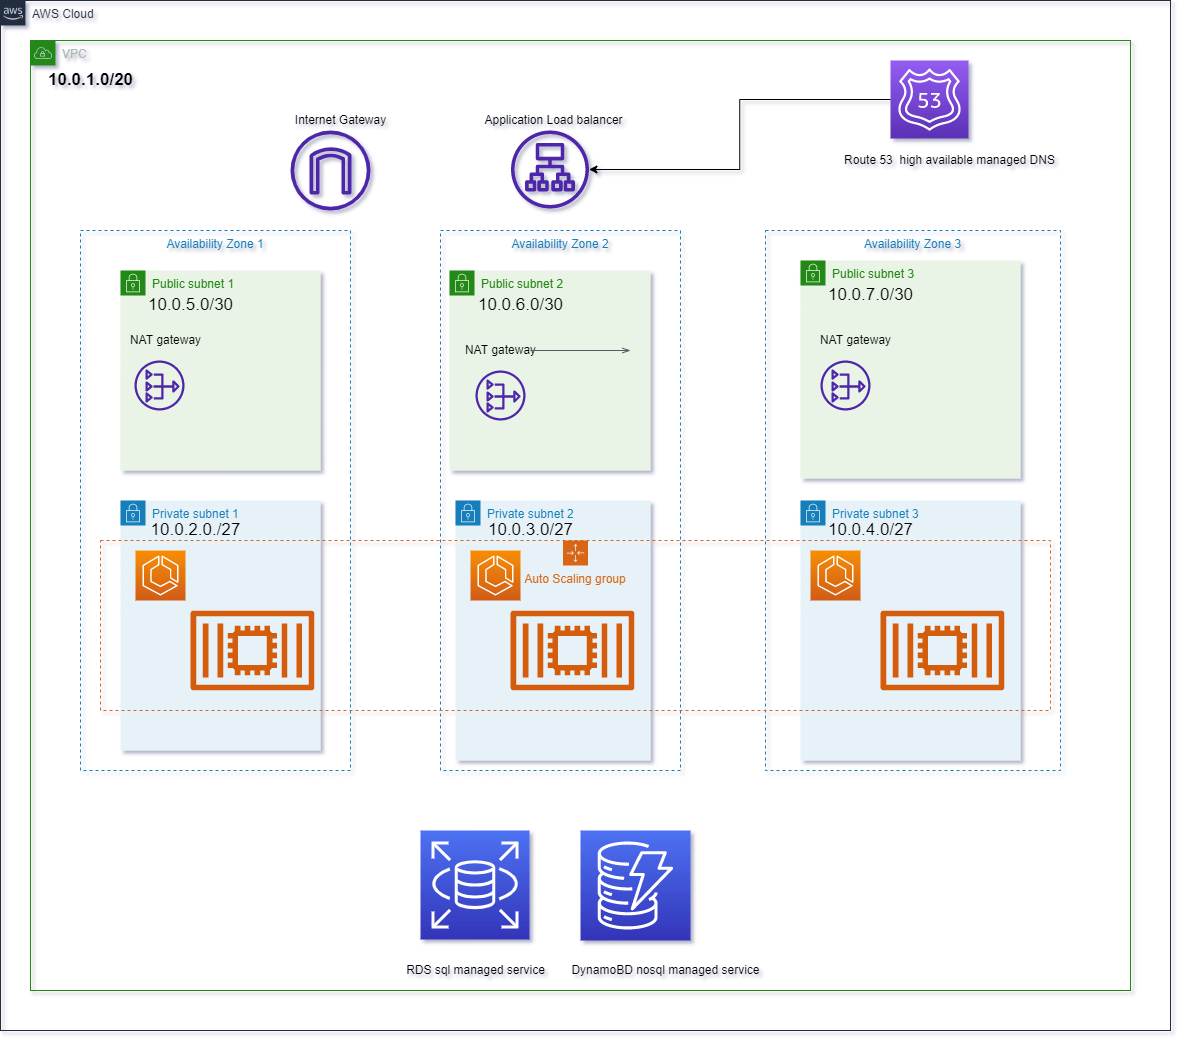 aws
AWS Cloud
VPC
10.0.1.0/20
Internet Gateway
Application Load balancer
53
Route 53  high available managed DNS
Availability Zone 1
Availability Zone 2
Availability Zone 3
Public subnet 1
10.0.5.0/30
NAT gateway
Public subnet 2
10.0.6.0/30
NAT gateway
Public subnet 3
10.0.7.0/30
NAT gateway
Private subnet 1
10.0.2.0./27
Private subnet 2
10.0.3.0/27
Private subnet 3
10.0.4.0/27
Auto Scaling group
RDS sql managed service
DynamoBD nosql managed service